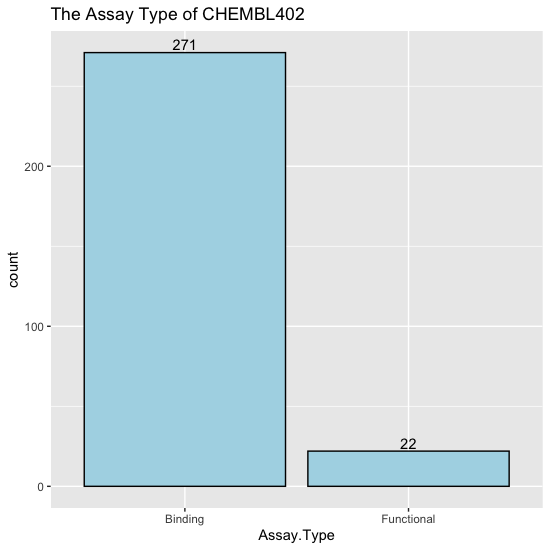 The Assay Type of CHEMBL402
271
22
200
100
0
count
Binding
Functional
Assay.Type